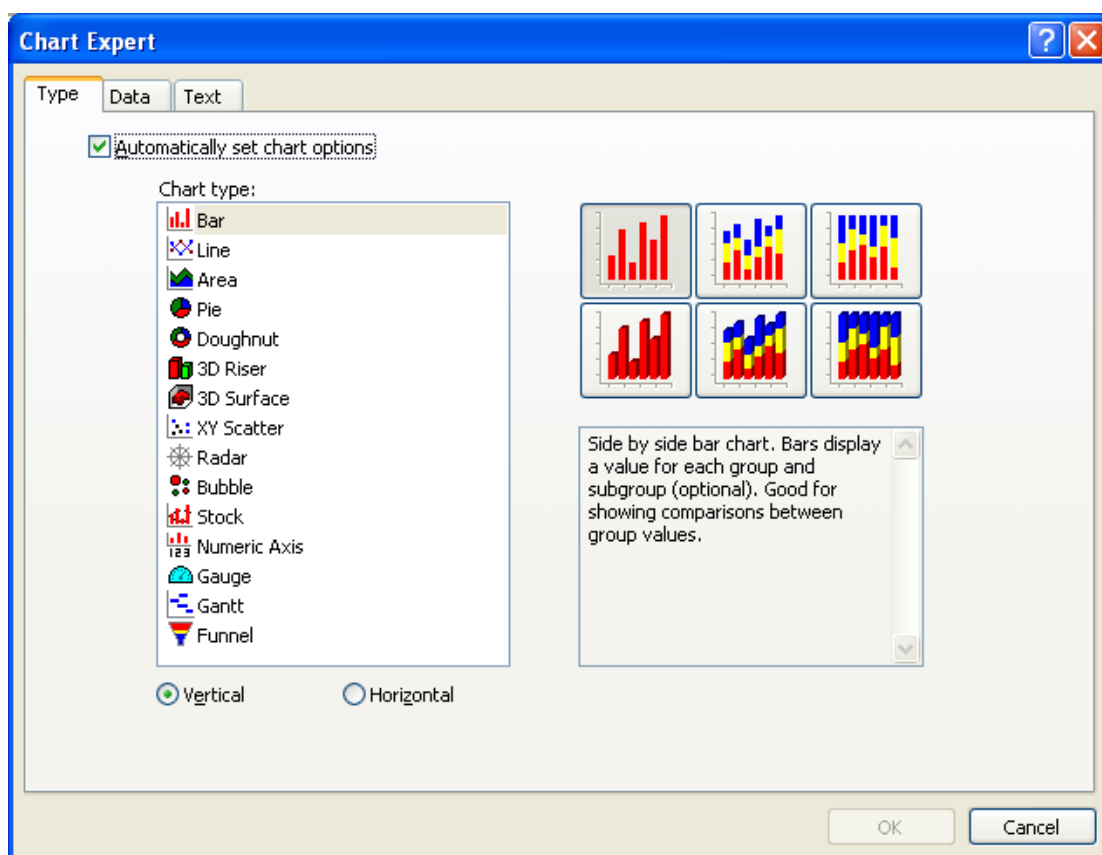 Chart Expert
Type
Data
Text
Automatically set chart options
Chart type:
Bar
Line
Area
Pie
Doughnut
3D Riser
3D Surface
XY Scatter
Radar
Bubble
Stock
123
Numeric Axis
Gauge
Gantt
Funnel
Side by side bar chart. Bars display
a value for each group and
subgroup (optional). Good for
showing comparisons between
group values.
Vertical
Horizontal
OK
Cancel